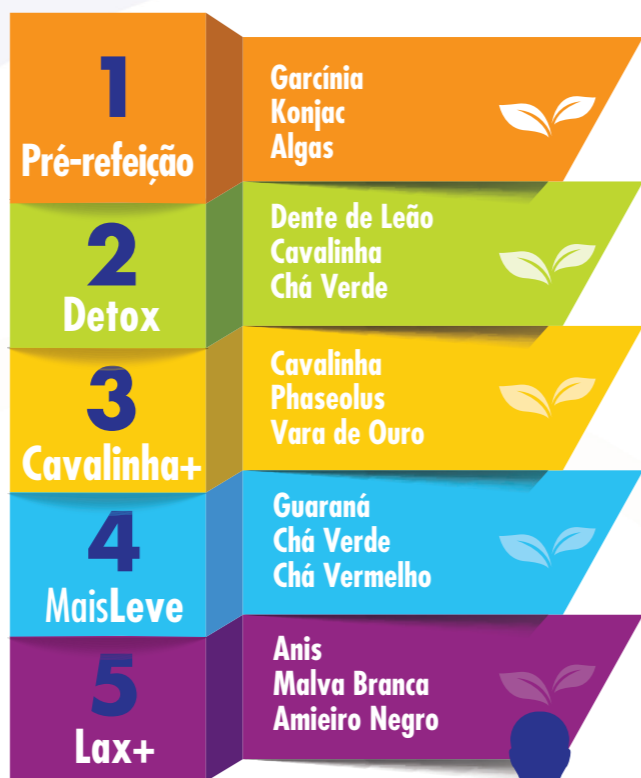 1
Pré-refeição
Garcínia
Konjac
Algas
2
Detox
Dente de Leão
Cavalinha
Chá Verde
3
Cavalinha+
Cavalinha
Phaseolus
Vara de Ouro
4
MaisLeve
Guaraná
Chá Verde
Chá Vermelho
5
Lax+
Anis
Malva Branca
Amieiro Negro